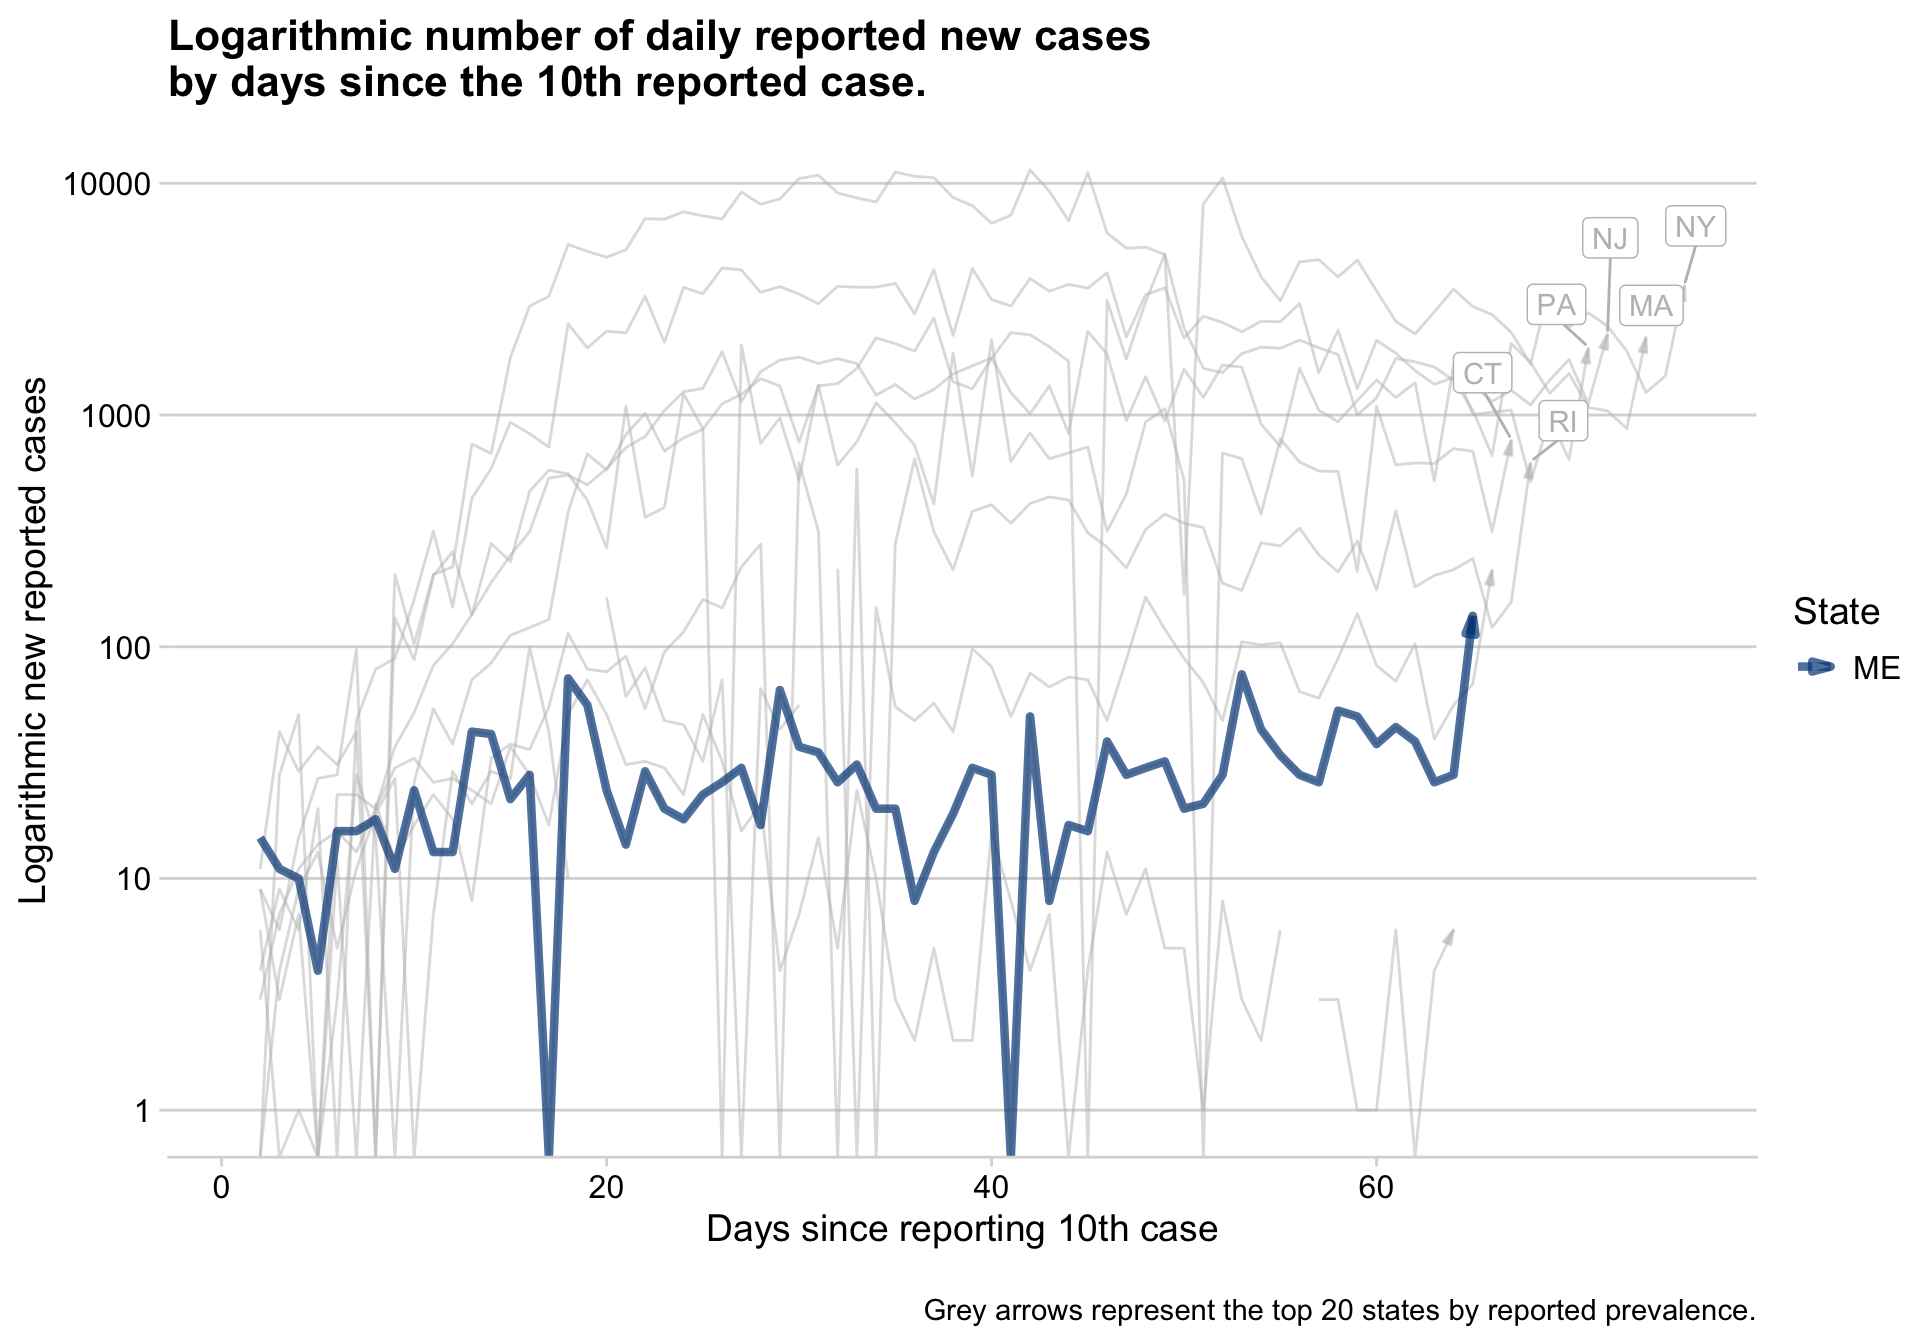 Logarithmic number of daily reported new cases
by days since the 10th reported case.
10000
1000
100
10
1
Logarithmic new reported cases
NY
NJ
PA
MA
CT
RI
State
ME
0
20
40
60
Days since reporting 10th case
Grey arrows represent the top 20 states by reported prevalence.